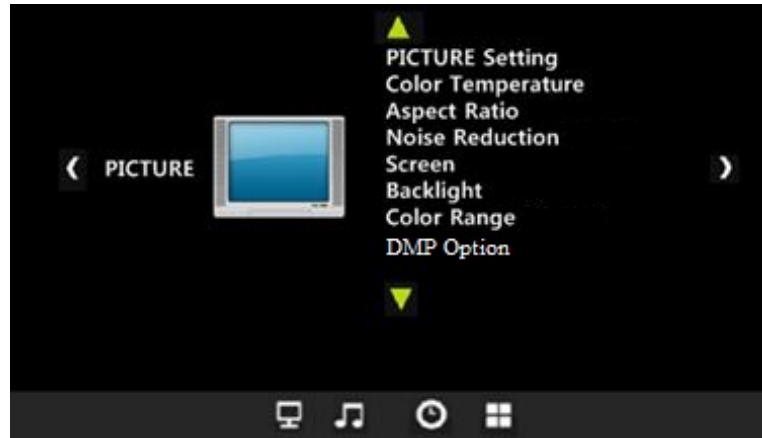 PICTURE
PICTURE Setting
Color Temperature
Aspect Ratio
Noise Reduction
Screen
Backlight
Color Range
DMP Option